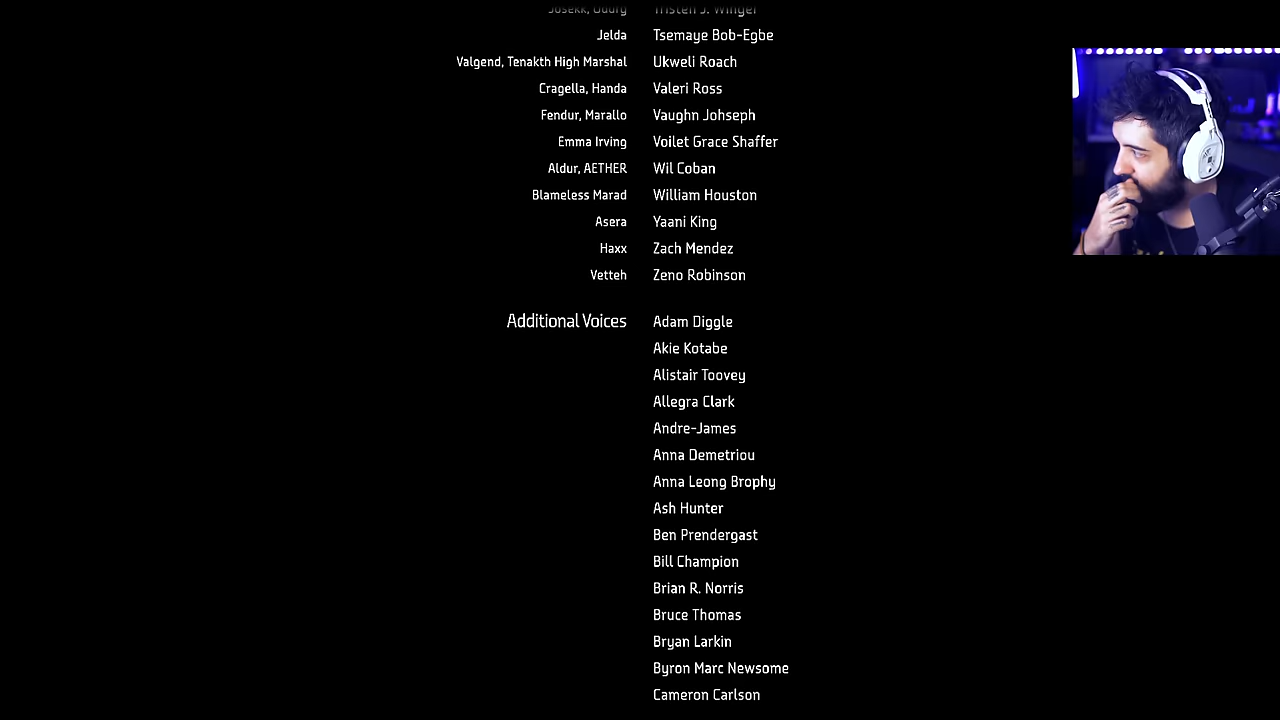 Tristen J. Winger
Jelda Tsemaye Bob-Egbe
Valgend, Tenakth High Marshal Ukweli Roach
Cragella, Handa Valeri Ross
Fendur, Marallo Vaughn Johseph
Emma Irving Voilet Grace Shaffer
Aldur, AETHER Wil Coban
Blameless Marad William Houston
Asera Yaani King
Haxx Zach Mendez
Vetteh Zeno Robinson
Additional Voices Adam Diggle
Akie Kotabe
Alistair Toovey
Allegra Clark
Andre-James
Anna Demetriou
Anna Leong Brophy
Ash Hunter
Ben Prendergast
Bill Champion
Brian R. Norris
Bruce Thomas
Bryan Larkin
Byron Marc Newsome
Cameron Carlson